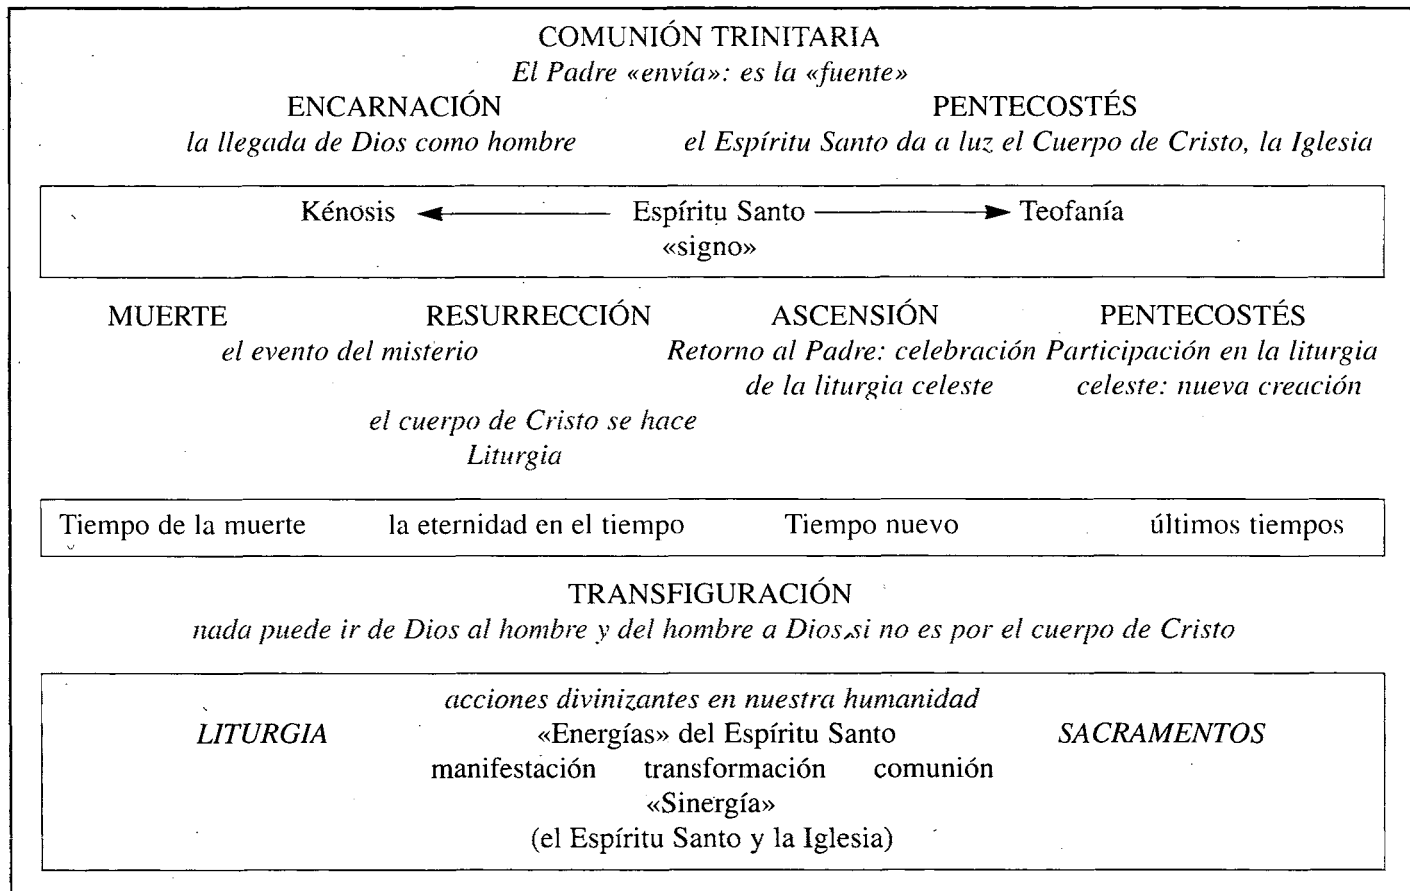 COMUNIÓN TRINITARIA
El Padre «envía»: es la «fuente»
ENCARNACIÓN PENTECOSTÉS
la llegada de Dios como hombre el Espíritu Santo da a luz el Cuerpo de Cristo, la Iglesia
Kénosis Espíritu Santo Teofanía
«signo»
MUERTE RESURRECCIÓN ASCENSIÓN PENTECOSTÉS
el evento del misterio Retorno al Padre: celebración Participación en la liturgia
de la liturgia celeste celeste: nueva creación
el cuerpo de Cristo se hace
Liturgia
Tiempo de la muerte la eternidad en el tiempo Tiempo nuevo últimos tiempos
TRANSFIGURACIÓN
nada puede ir de Dios al hombre y del hombre a Dios, si no es por el cuerpo de Cristo
acciones divinizantes en nuestra humanidad
LITURGIA «Energías» del Espíritu Santo SACRAMENTOS
manifestación transformación comunión
«Sinergía»
(el Espíritu Santo y la Iglesia)